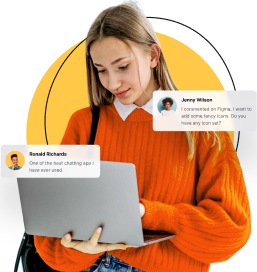 Jenny Wilson
I commented on Figma, I want to
add some fancy icons. Do you
have any icon set?
Ronald Richards
One of the best chatting app I
have ever used.